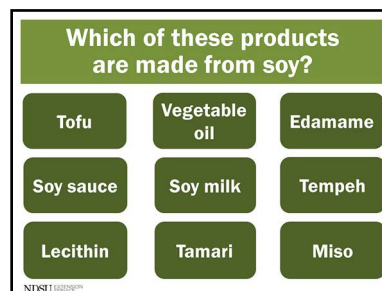 Which of these products
are made from soy?
Tofu
Vegetable
oil
Edamame
Soy sauce
Soy milk
Tempeh
Lecithin
Tamari
Miso
NDSU EXTENSION